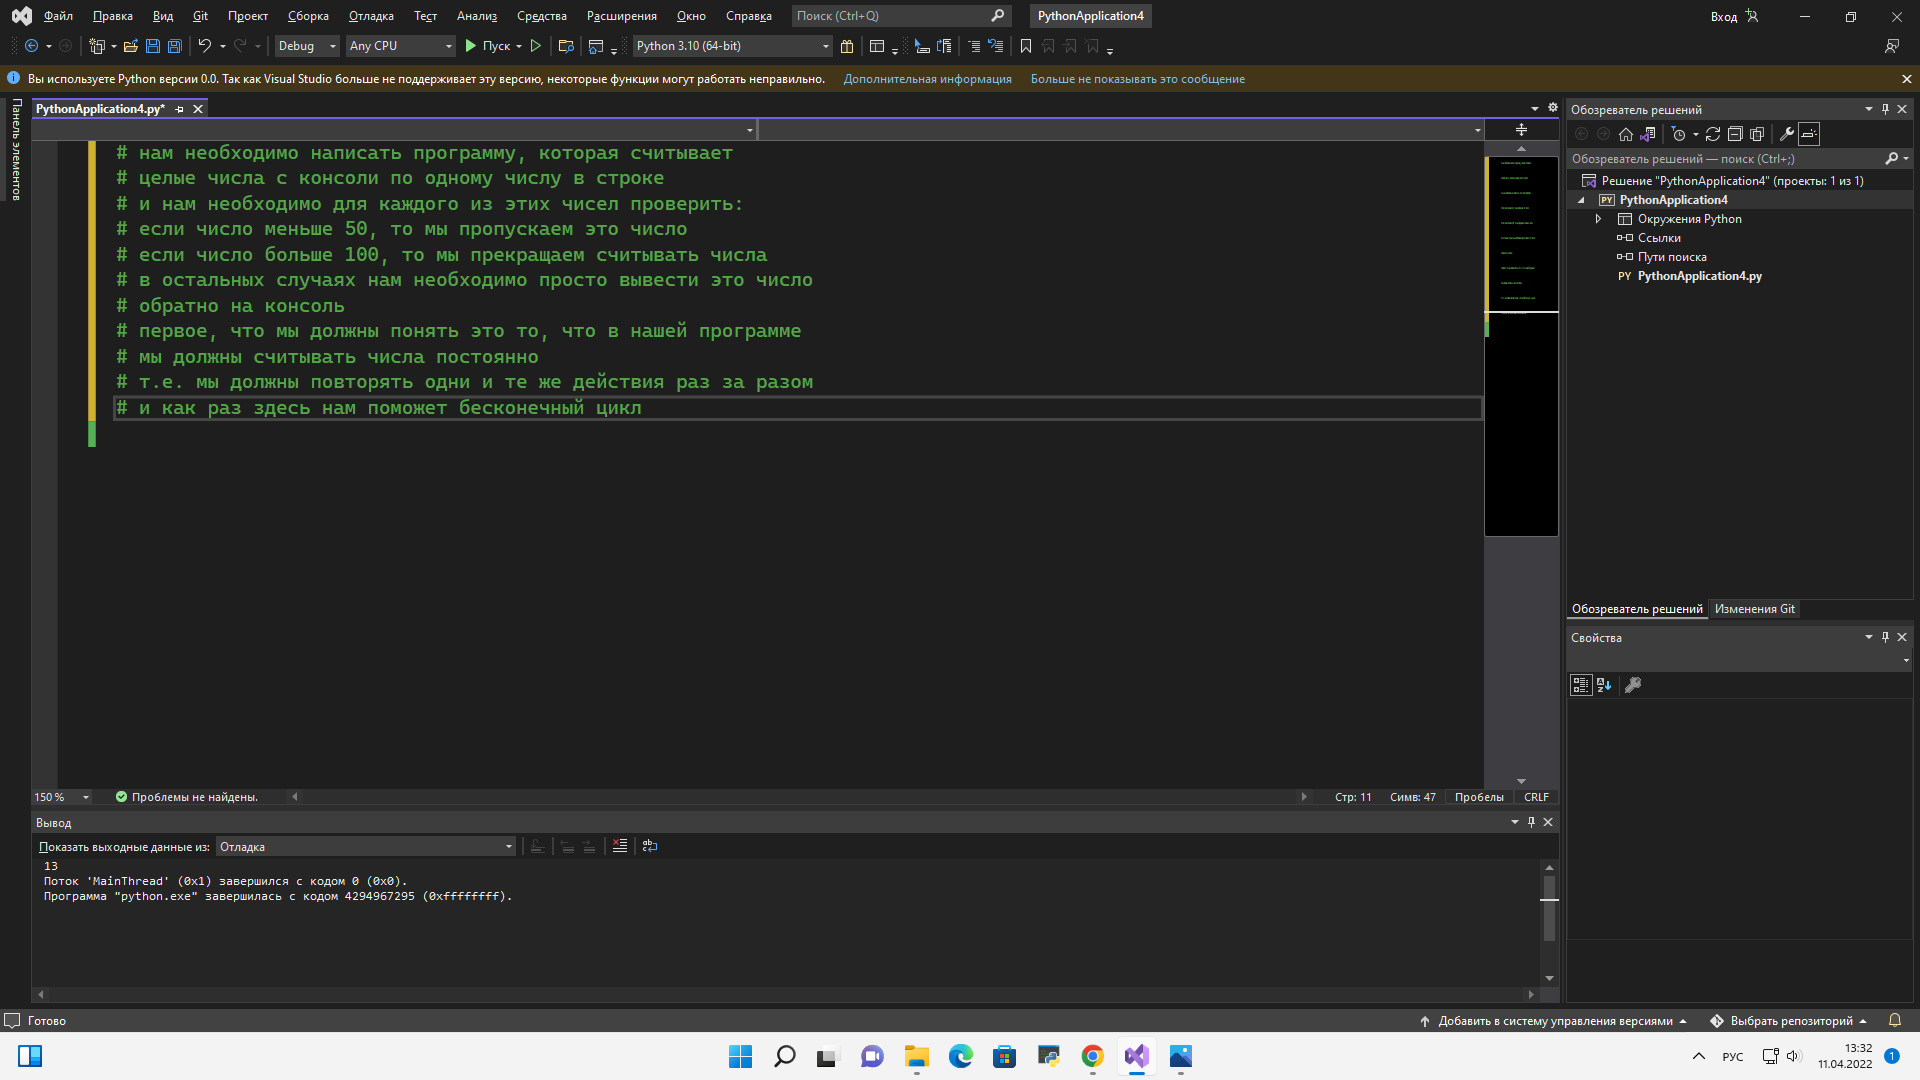 Файл Правка Вид Git Проект Сборка Отладка Тест Анализ Средства Расширения Окно Справка Поиск (Ctrl+Q) PythonApplication4 Вход
Debug Any CPU Пуск Python 3.10 (64-bit)
Вы используете Python версии 0.0. Так как Visual Studio больше не поддерживает эту версию, некоторые функции могут работать неправильно. Дополнительная информация Больше не показывать это сообщение
Панель элементов
PythonApplication4.py*
# нам необходимо написать программу, которая считывает
# целые числа с консоли по одному числу в строке
# и нам необходимо для каждого из этих чисел проверить:
# если число меньше 50, то мы пропускаем это число
# если число больше 100, то мы прекращаем считывать числа
# в остальных случаях нам необходимо просто вывести это число
# обратно на консоль
# первое, что мы должны понять это то, что в нашей программе
# мы должны считывать числа постоянно
# т.е. мы должны повторять одни и те же действия раз за разом
# и как раз здесь нам поможет бесконечный цикл
150 % Проблемы не найдены. Стр: 11 Симв: 47 Пробелы CRLF
Вывод
Показать выходные данные из: Отладка
13
Поток 'MainThread' (0x1) завершился с кодом 0 (0x0).
Программа "python.exe" завершилась с кодом 4294967295 (0xffffffff).
Обозреватель решений
Обозреватель решений — поиск (Ctrl+;)
Решение "PythonApplication4" (проекты: 1 из 1)
PY PythonApplication4
Окружения Python
Ссылки
Пути поиска
PY PythonApplication4.py
Обозреватель решений Изменения Git
Свойства
Готово Добавить в систему управления версиями Выбрать репозиторий
РУС 13:32
11.04.2022 1